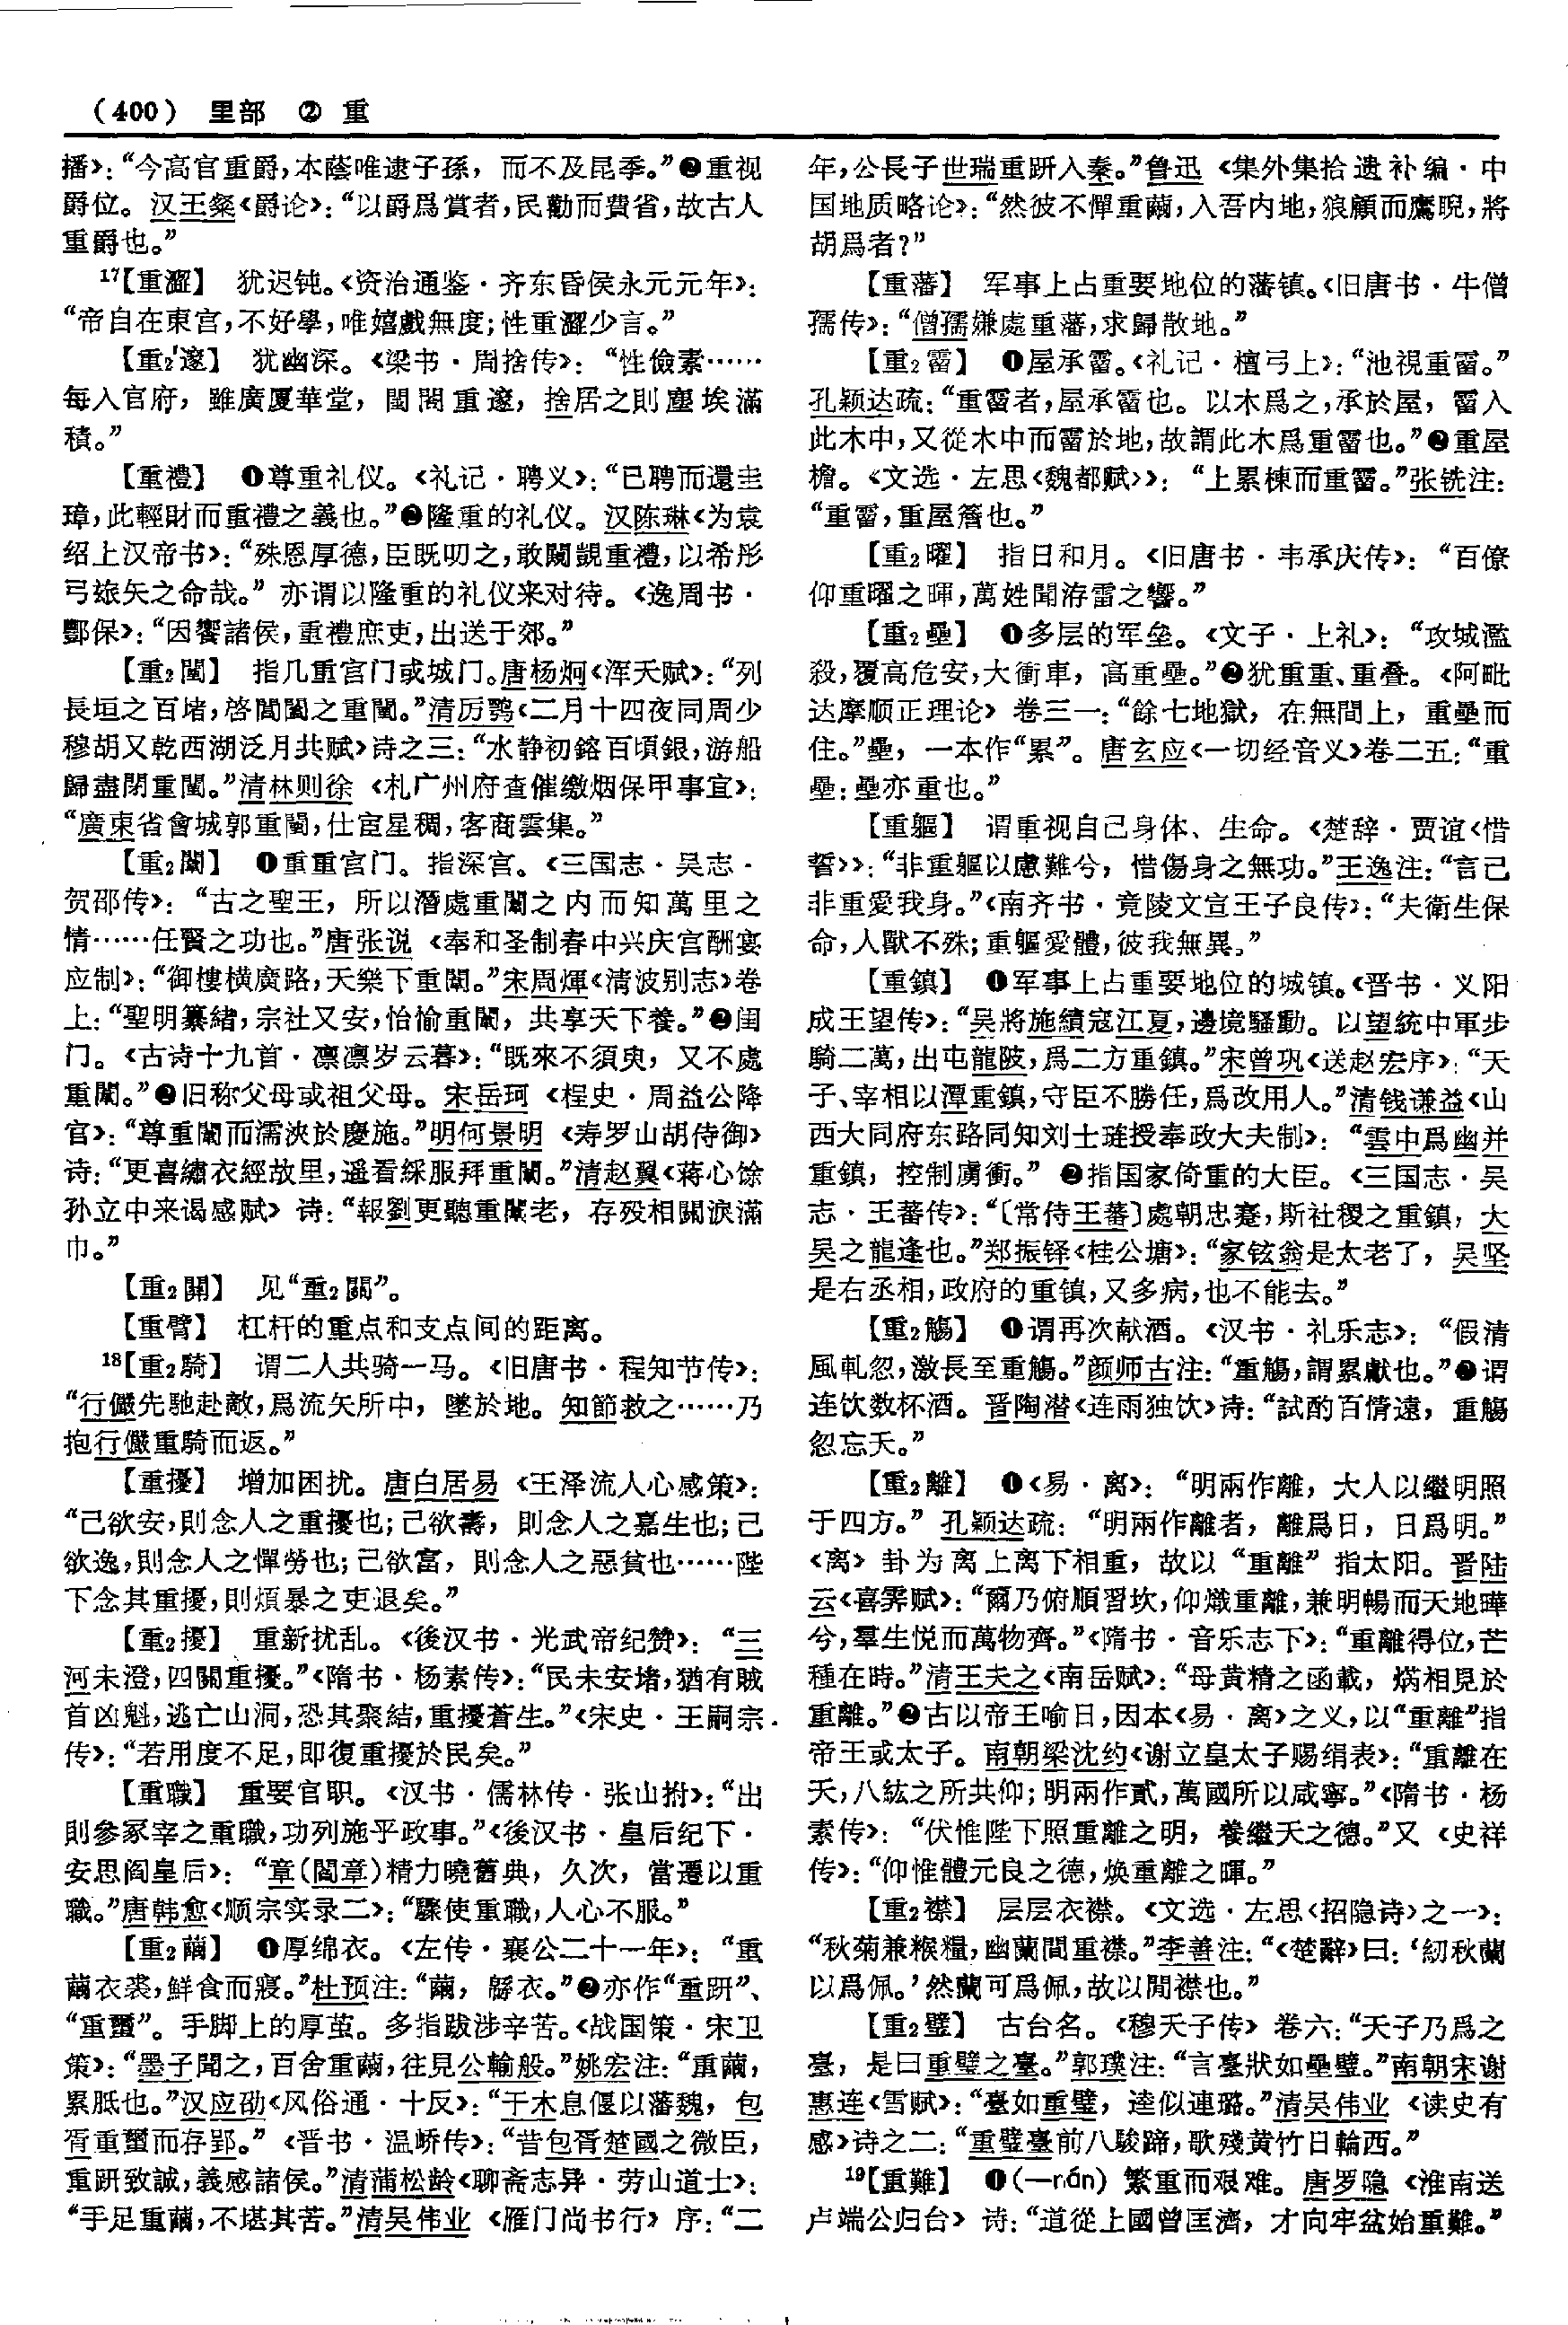 （400） 里部 ② 重
播》：“今高官重爵，本蔭唯逮子孫，而不及昆季。”❷重视
爵位。汉王粲《爵论》：“以爵爲賞者，民勸而費省，故古人
重爵也。”
¹⁷【重澀】 犹迟钝。《资治通鉴·齐东昏侯永元元年》：
“帝自在東宫，不好學，唯嬉戲無度；性重澀少言。”
【重₂邃】 犹幽深。《梁书·周捨传》：“性儉素……
每入官府，雖廣厦華堂，閨閤重邃，捨居之則塵埃滿
積。”
【重禮】 ❶尊重礼仪。《礼记·聘义》：“已聘而還圭
璋，此輕財而重禮之義也。”❷隆重的礼仪。汉陈琳《为袁
绍上汉帝书》：“殊恩厚德，臣既叨之，敢闚覬重禮，以希彤
弓玈矢之命哉。”亦谓以隆重的礼仪来对待。《逸周书·
酆保》：“因饗諸侯，重禮庶吏，出送于郊。”
【重₂闉】 指几重宫门或城门。唐杨炯《浑天赋》：“列
長垣之百堵，啓閶闔之重闉。”清厉鹗《二月十四夜同周少
穆胡又乾西湖泛月共赋》诗之三：“水静初鎔百頃銀，游船
歸盡閉重闉。”清林则徐《札广州府查催缴烟保甲事宜》：
“廣東省會城郭重闉，仕宦星稠，客商雲集。”
【重₂闈】 ❶重重宫门。指深宫。《三国志·吴志·
贺邵传》：“古之聖王，所以潛處重闈之内而知萬里之
情……任賢之功也。”唐张说《奉和圣制春中兴庆宫酺宴
应制》：“御樓横廣路，天樂下重闈。”宋周煇《清波别志》卷
上：“聖明纂緒，宗社又安，怡愉重闈，共享天下養。”❷闺
门。《古诗十九首·凛凛岁云暮》：“既來不須臾，又不處
重闈。”❸旧称父母或祖父母。宋岳珂《桯史·周益公降
官》：“尊重闈而濡浹於慶施。”明何景明《寿罗山胡侍御》
诗：“更喜繡衣經故里，遥看綵服拜重闈。”清赵翼《蒋心馀
孙立中来谒感赋》诗：“報劉更聽重闈老，存殁相關淚滿
巾。”
【重₂開】 见“重₂關”。
【重臂】 杠杆的重点和支点间的距离。
¹⁸【重₂騎】 谓二人共骑一马。《旧唐书·程知节传》：
“行儼先馳赴敵，爲流矢所中，墜於地。知節救之……乃
抱行儼重騎而返。”
【重擾】 增加困扰。唐白居易《王泽流人心感策》：
“己欲安，則念人之重擾也；己欲壽，則念人之嘉生也；己
欲逸，則念人之憚勞也；己欲富，則念人之惡貧也……陛
下念其重擾，則煩暴之吏退矣。”
【重₂擾】 重新扰乱。《後汉书·光武帝纪赞》：“三
河未澄，四關重擾。”《隋书·杨素传》：“民未安堵，猶有賊
首凶魁，逃亡山洞，恐其聚結，重擾蒼生。”《宋史·王嗣宗
传》：“若用度不足，即復重擾於民矣。”
【重職】 重要官职。《汉书·儒林传·张山拊》：“出
則參冢宰之重職，功列施乎政事。”《後汉书·皇后纪下·
安思阎皇后》：“章（閻章）精力曉舊典，久次，當遷以重
職。”唐韩愈《顺宗实录二》：“驟使重職，人心不服。”
【重₂繭】 ❶厚绵衣。《左传·襄公二十一年》：“重
繭衣裘，鮮食而寢。”杜预注：“繭，緜衣。”❷亦作“重趼”、
“重蠒”。手脚上的厚茧。多指跋涉辛苦。《战国策·宋卫
策》：“墨子聞之，百舍重繭，往見公輸般。”姚宏注：“重繭，
累胝也。”汉应劭《风俗通·十反》：“干木息偃以藩魏，包
胥重蠒而存郢。”《晋书·温峤传》：“昔包胥楚國之微臣，
重趼致誠，義感諸侯。”清蒲松龄《聊斋志异·劳山道士》：
“手足重繭，不堪其苦。”清吴伟业《雁门尚书行》序：“二
年，公長子世瑞重趼入秦。”鲁迅《集外集拾遗补编·中
国地质略论》：“然彼不憚重繭，入吾内地，狼顧而鷹睨，將
胡爲者？”
【重藩】 军事上占重要地位的藩镇。《旧唐书·牛僧
孺传》：“僧孺嫌處重藩，求歸散地。”
【重₂霤】 ❶屋承霤。《礼记·檀弓上》：“池視重霤。”
孔颖达疏：“重霤者，屋承霤也。以木爲之，承於屋，霤入
此木中，又從木中而霤於地，故謂此木爲重霤也。”❷重屋
檐。《文选·左思〈魏都赋〉》：“上累棟而重霤。”张铣注：
“重霤，重屋簷也。”
【重₂曜】 指日和月。《旧唐书·韦承庆传》：“百僚
仰重曜之暉，萬姓聞洊雷之響。”
【重₂壘】 ❶多层的军垒。《文子·上礼》：“攻城濫
殺，覆高危安，大衝車，高重壘。”❷犹重重、重叠。《阿毗
达摩顺正理论》卷三一：“餘七地獄，在無間上，重壘而
住。”壘，一本作“累”。唐玄应《一切经音义》卷二五：“重
壘：壘亦重也。”
【重軀】 谓重视自己身体、生命。《楚辞·贾谊〈惜
誓〉》：“非重軀以慮難兮，惜傷身之無功。”王逸注：“言己
非重愛我身。”《南齐书·竟陵文宣王子良传》：“夫衛生保
命，人獸不殊；重軀愛體，彼我無異。”
【重鎮】 ❶军事上占重要地位的城镇。《晋书·义阳
成王望传》：“吴將施績寇江夏，邊境騷動。以望統中軍步
騎二萬，出屯龍陂，爲二方重鎮。”宋曾巩《送赵宏序》：“天
子、宰相以潭重鎮，守臣不勝任，爲改用人。”清钱谦益《山
西大同府东路同知刘士琏授奉政大夫制》：“雲中爲幽并
重鎮，控制虜衝。”❷指国家倚重的大臣。《三国志·吴
志·王蕃传》：“〔常侍王蕃〕處朝忠蹇，斯社稷之重鎮，大
吴之龍逢也。”郑振铎《桂公塘》：“家铉翁是太老了，吴坚
是右丞相，政府的重镇，又多病，也不能去。”
【重₂觴】 ❶谓再次献酒。《汉书·礼乐志》：“假清
風軋忽，激長至重觴。”颜师古注：“重觴，謂累獻也。”❷谓
连饮数杯酒。晋陶潜《连雨独饮》诗：“試酌百情遠，重觴
忽忘天。”
【重₂離】 ❶《易·离》：“明兩作離，大人以繼明照
于四方。”孔颖达疏：“明兩作離者，離爲日，日爲明。”
《离》卦为离上离下相重，故以“重離”指太阳。晋陆
云《喜霁赋》：“爾乃俯順習坎，仰熾重離，兼明暢而天地曄
兮，羣生悦而萬物齊。”《隋书·音乐志下》：“重離得位，芒
種在時。”清王夫之《南岳赋》：“母黄精之函載，焫相見於
重離。”❷古以帝王喻日，因本《易·离》之义，以“重離”指
帝王或太子。南朝梁沈约《谢立皇太子赐绢表》：“重離在
天，八紘之所共仰；明兩作貳，萬國所以咸寧。”《隋书·杨
素传》：“伏惟陛下照重離之明，養繼天之德。”又《史祥
传》：“仰惟體元良之德，焕重離之暉。”
【重₂襟】 层层衣襟。《文选·左思〈招隐诗〉之一》：
“秋菊兼餱糧，幽蘭間重襟。”李善注：“《楚辭》曰：‘紉秋蘭
以爲佩。’然蘭可爲佩，故以間襟也。”
【重₂璧】 古台名。《穆天子传》卷六：“天子乃爲之
臺，是曰重璧之臺。”郭璞注：“言臺狀如壘璧。”南朝宋谢
惠连《雪赋》：“臺如重璧，逵似連璐。”清吴伟业《读史有
感》诗之二：“重璧臺前八駿蹄，歌殘黄竹日輪西。”
¹⁹【重難】 ❶（—nán）繁重而艰难。唐罗隐《淮南送
卢端公归台》诗：“道從上國曾匡濟，才向牢盆始重難。”